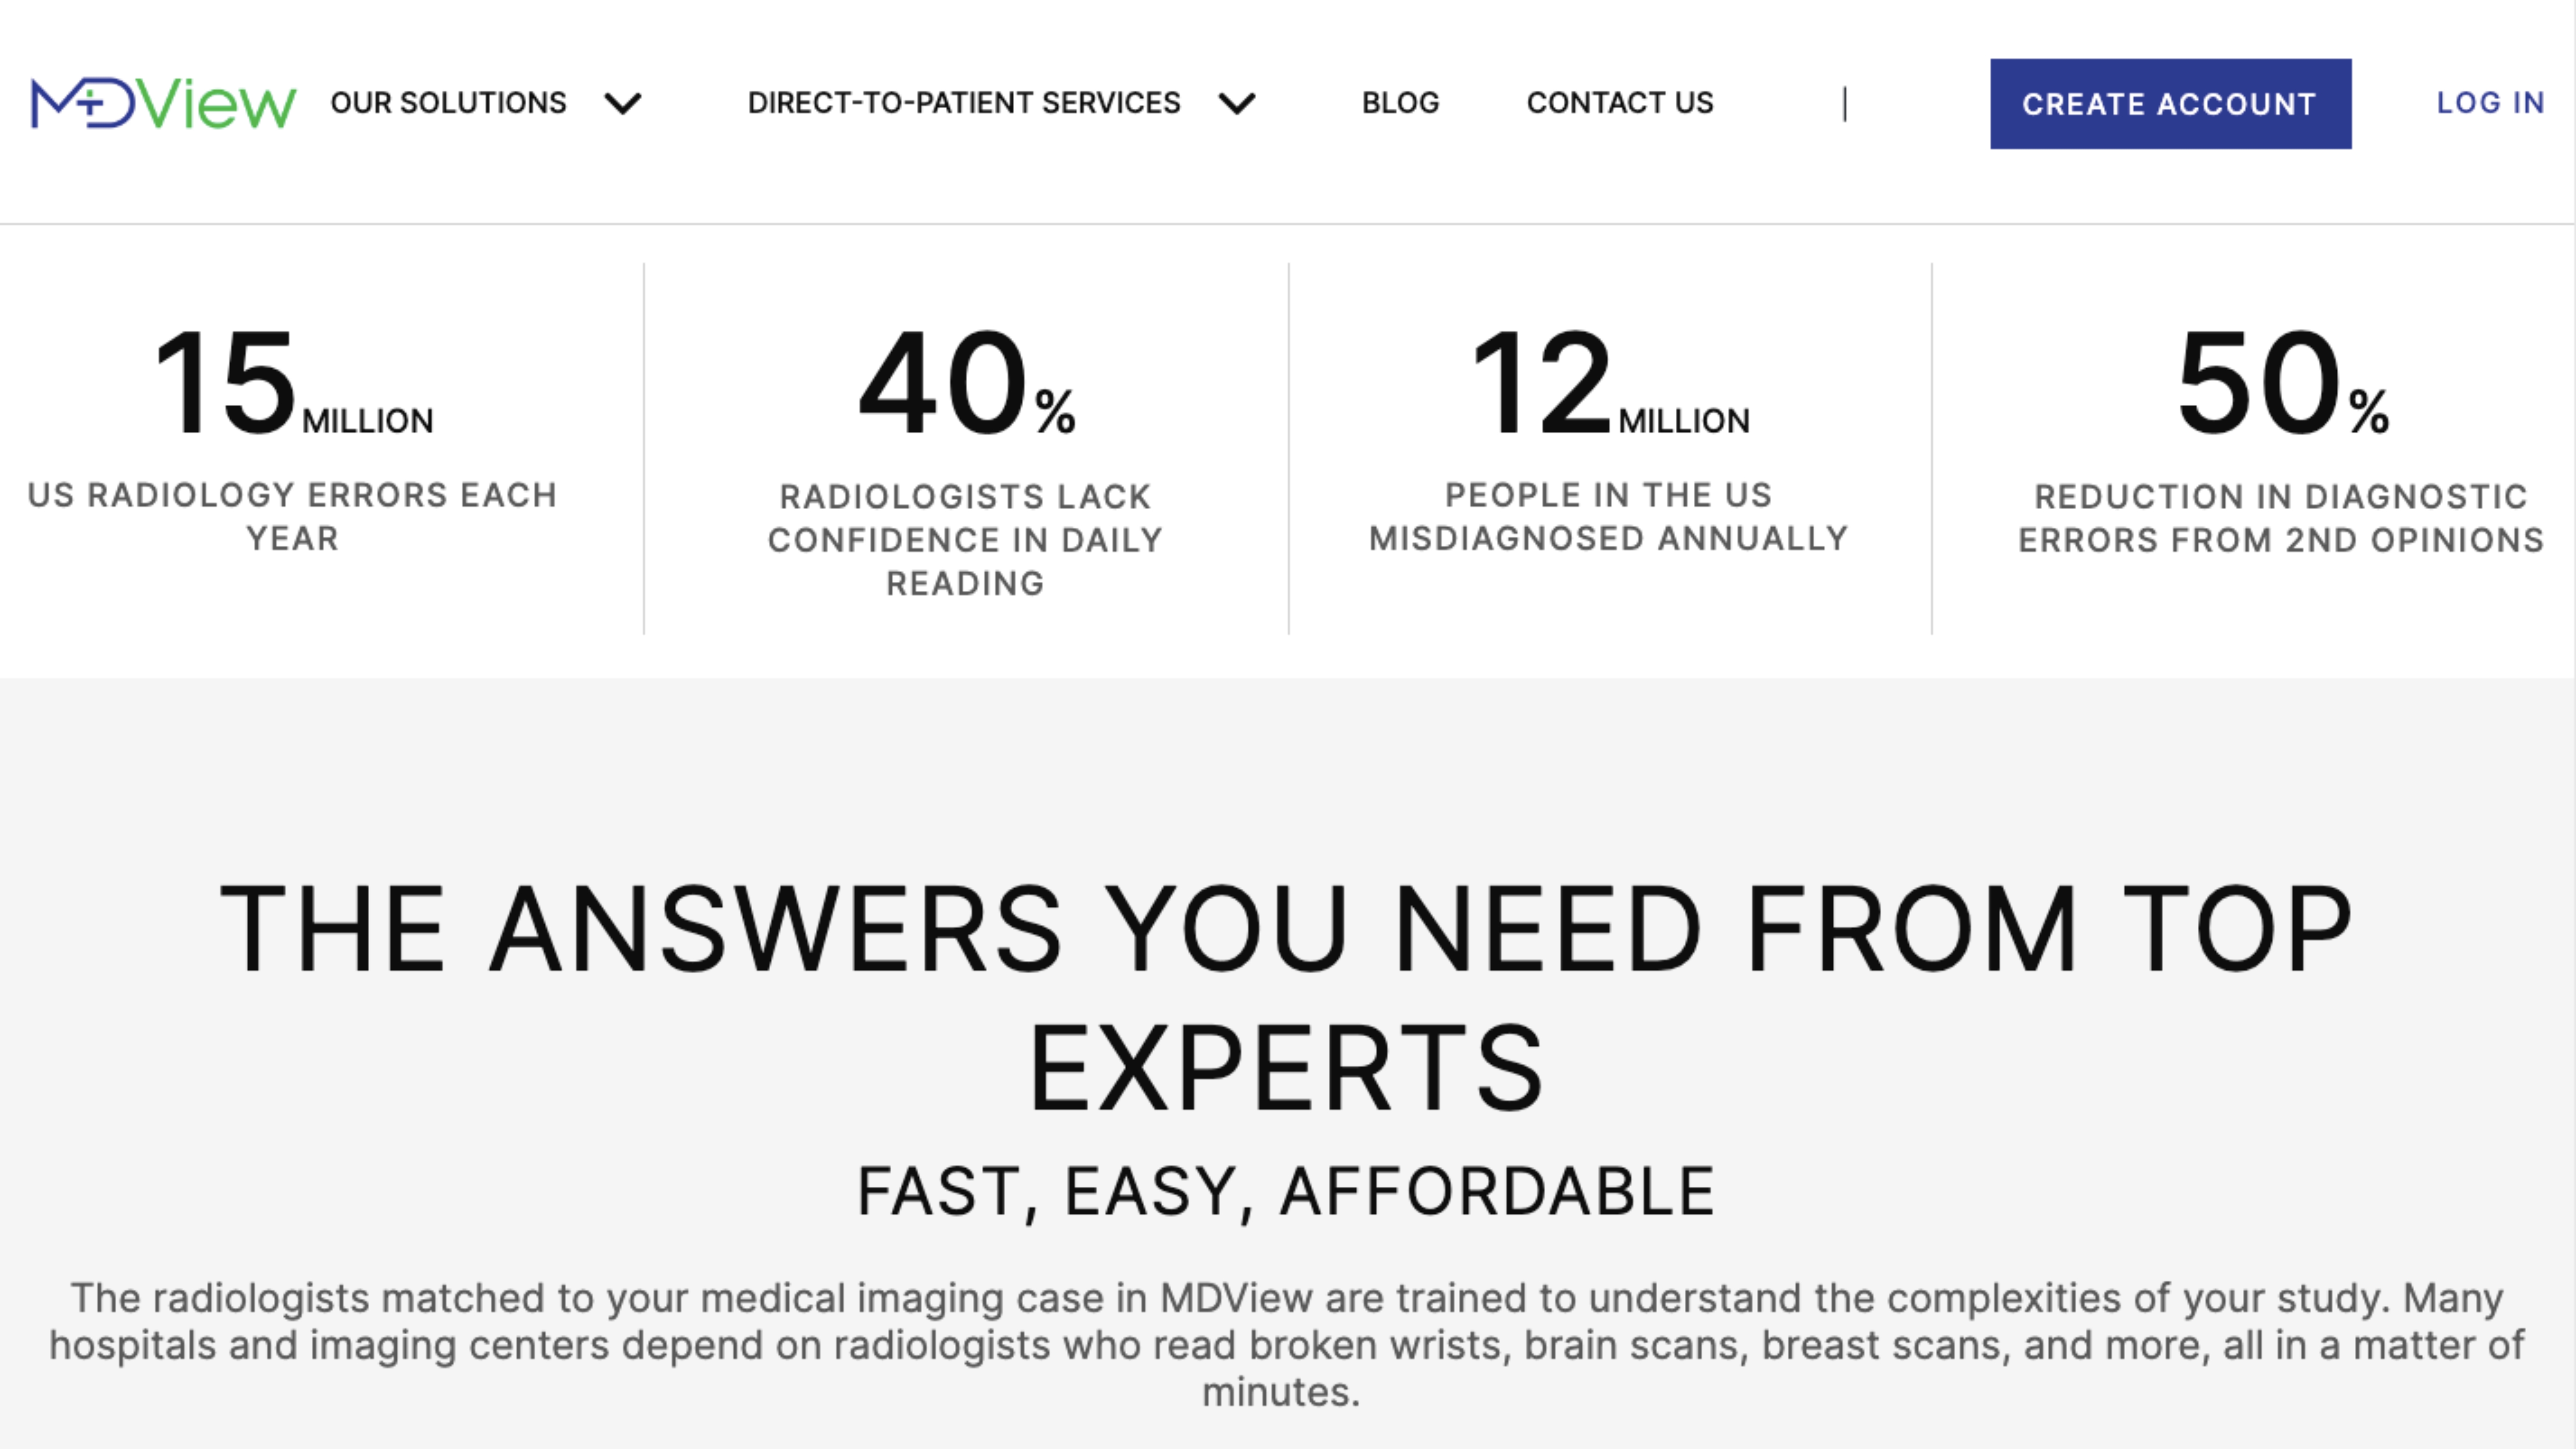 MDView OUR SOLUTIONS DIRECT-TO-PATIENT SERVICES BLOG CONTACT US | CREATE ACCOUNT LOG IN
15 MILLION
US RADIOLOGY ERRORS EACH
YEAR
40%
RADIOLOGISTS LACK
CONFIDENCE IN DAILY
READING
12 MILLION
PEOPLE IN THE US
MISDIAGNOSED ANNUALLY
50%
REDUCTION IN DIAGNOSTIC
ERRORS FROM 2ND OPINIONS
THE ANSWERS YOU NEED FROM TOP
EXPERTS
FAST, EASY, AFFORDABLE
The radiologists matched to your medical imaging case in MDView are trained to understand the complexities of your study. Many
hospitals and imaging centers depend on radiologists who read broken wrists, brain scans, breast scans, and more, all in a matter of
minutes.